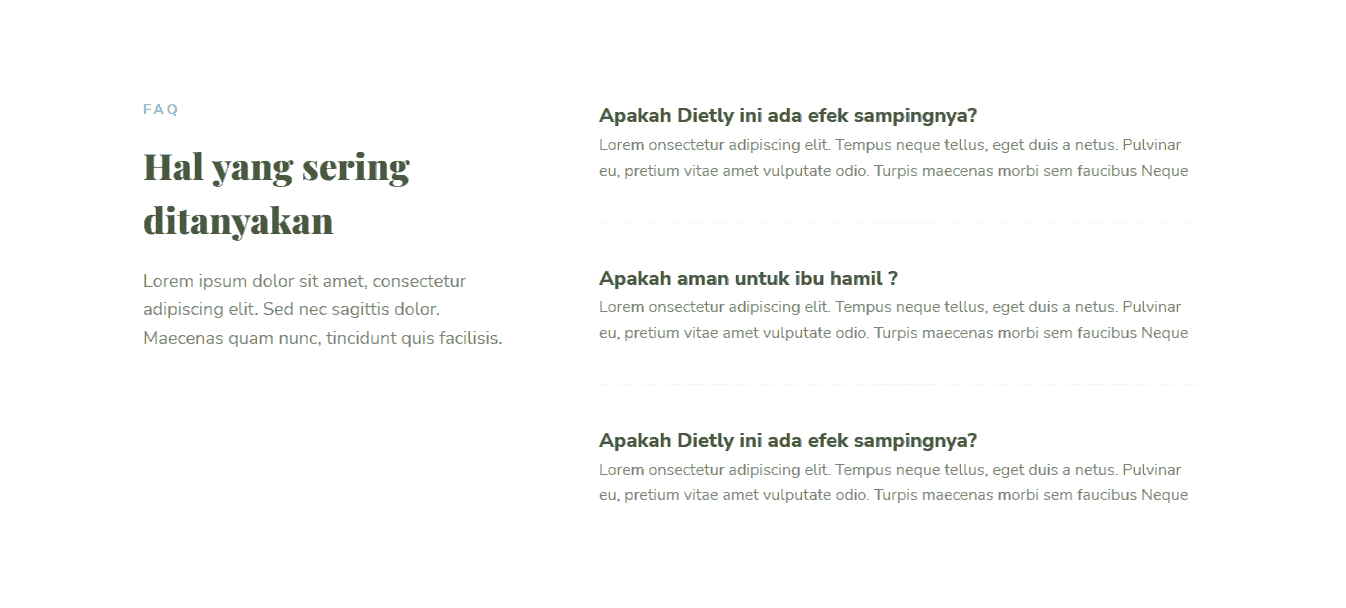 FAQ
Hal yang sering
ditanyakan
Lorem ipsum dolor sit amet, consectetur
adipiscing elit. Sed nec sagittis dolor.
Maecenas quam nunc, tincidunt quis facilisis.
Apakah Dietly ini ada efek sampingnya?
Lorem onsectetur adipiscing elit. Tempus neque tellus, eget duis a netus. Pulvinar
eu, pretium vitae amet vulputate odio. Turpis maecenas morbi sem faucibus Neque
Apakah aman untuk ibu hamil ?
Lorem onsectetur adipiscing elit. Tempus neque tellus, eget duis a netus. Pulvinar
eu, pretium vitae amet vulputate odio. Turpis maecenas morbi sem faucibus Neque
Apakah Dietly ini ada efek sampingnya?
Lorem onsectetur adipiscing elit. Tempus neque tellus, eget duis a netus. Pulvinar
eu, pretium vitae amet vulputate odio. Turpis maecenas morbi sem faucibus Neque